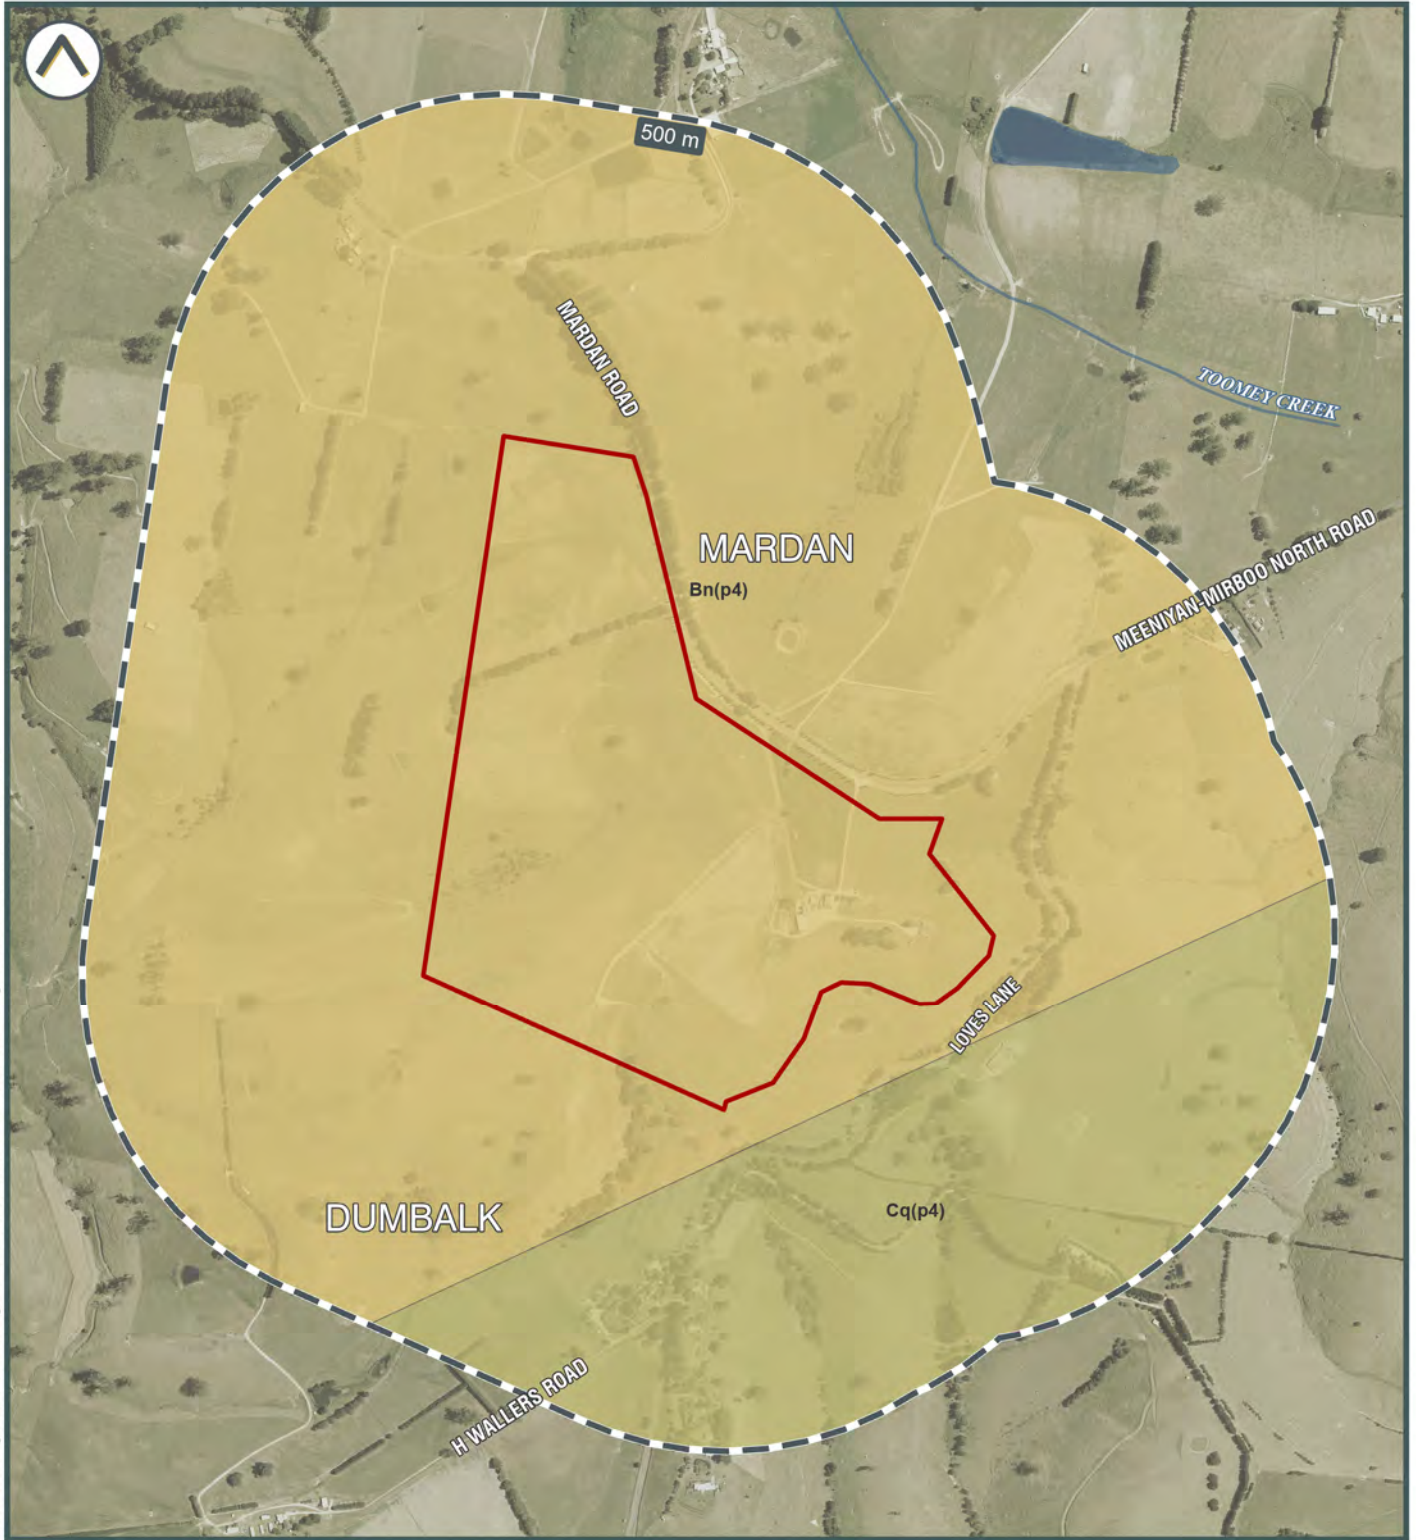 500 m
MARDAN ROAD
TOOMEY CREEK
MARDAN
MEENIYAN-MIRBOO NORTH ROAD
Bn(p4)
LOVES LANE
DUMBALK
Cq(p4)
H WALLERS ROAD